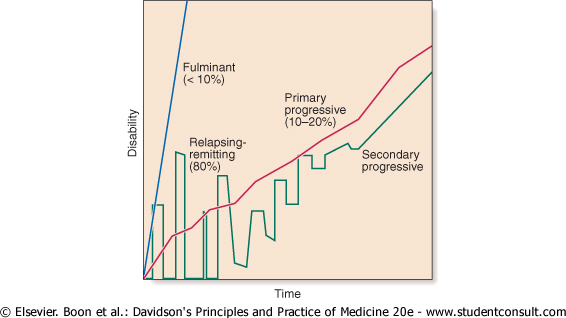 Fulminant
(< 10%)
Primary
progressive
(10–20%)
Relapsing-
remitting
(80%)
Secondary
progressive
Disability
Time
© Elsevier. Boon et al.: Davidson's Principles and Practice of Medicine 20e - www.studentconsult.com